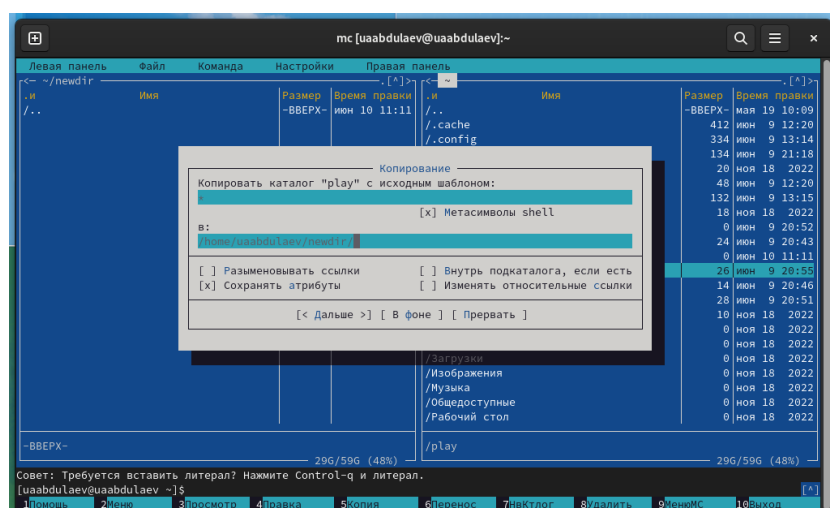 mc [uaabdulaev@uaabdulaev]:~
Левая панель Файл Команда Настройки Правая панель
<— ~/newdir .[^]> <— ~ .[^]>
.и Имя Размер Время правки .и Имя Размер Время правки
/.. -ВВЕРХ- июн 10 11:11 /.. -ВВЕРХ- мая 19 10:09
/.cache 412 июн 9 12:20
/.config 334 июн 9 13:14
134 июн 9 21:18
Копирование 20 ноя 18 2022
Копировать каталог "play" с исходным шаблоном: 48 июн 9 12:20
* 132 июн 9 13:15
[x] Метасимволы shell 18 ноя 18 2022
в: 0 июн 9 20:52
/home/uaabdulaev/newdir/ 24 июн 9 20:43
0 июн 10 11:11
[ ] Разыменовывать ссылки [ ] Внутрь подкаталога, если есть 26 июн 9 20:55
[x] Сохранять атрибуты [ ] Изменять относительные ссылки 14 июн 9 20:46
28 июн 9 20:51
[< Дальше >] [ В фоне ] [ Прервать ] 10 ноя 18 2022
0 ноя 18 2022
0 ноя 18 2022
/Загрузки 0 ноя 18 2022
/Изображения 0 ноя 18 2022
/Музыка 0 ноя 18 2022
/Общедоступные 0 ноя 18 2022
/Рабочий стол 0 ноя 18 2022
-ВВЕРХ- /play
29G/59G (48%) 29G/59G (48%)
Совет: Требуется вставить литерал? Нажмите Control-q и литерал.
[uaabdulaev@uaabdulaev ~]$ [^]
1Помощь 2Меню 3Просмотр 4Правка 5Копия 6Перенос 7НвКтлог 8Удалить 9МенюМС 10Выход